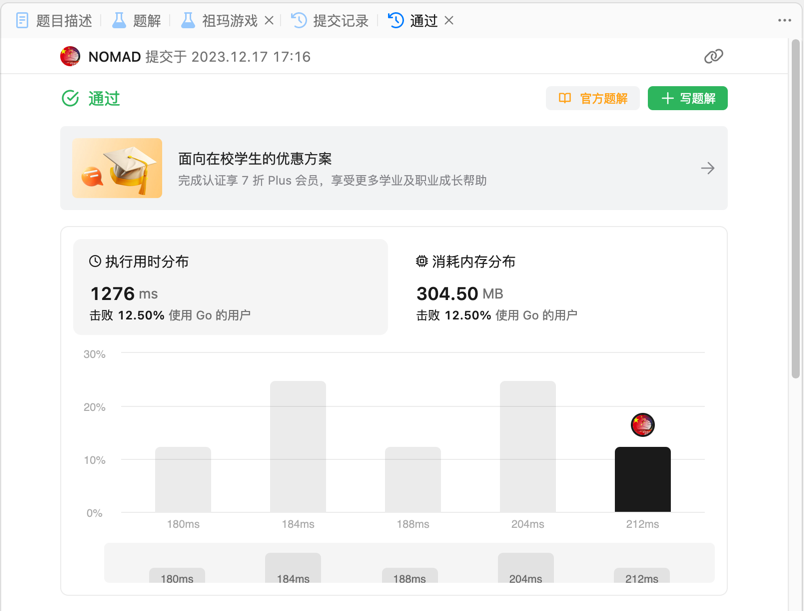 题目描述 题解 祖玛游戏 提交记录 通过
NOMAD 提交于 2023.12.17 17:16
通过 官方题解 写题解
面向在校学生的优惠方案
完成认证享 7 折 Plus 会员，享受更多学业及职业成长帮助
执行用时分布 消耗内存分布
1276 ms 304.50 MB
击败 12.50% 使用 Go 的用户 击败 12.50% 使用 Go 的用户
30%
20%
10%
0%
180ms 184ms 188ms 204ms 212ms
180ms 184ms 188ms 204ms 212ms